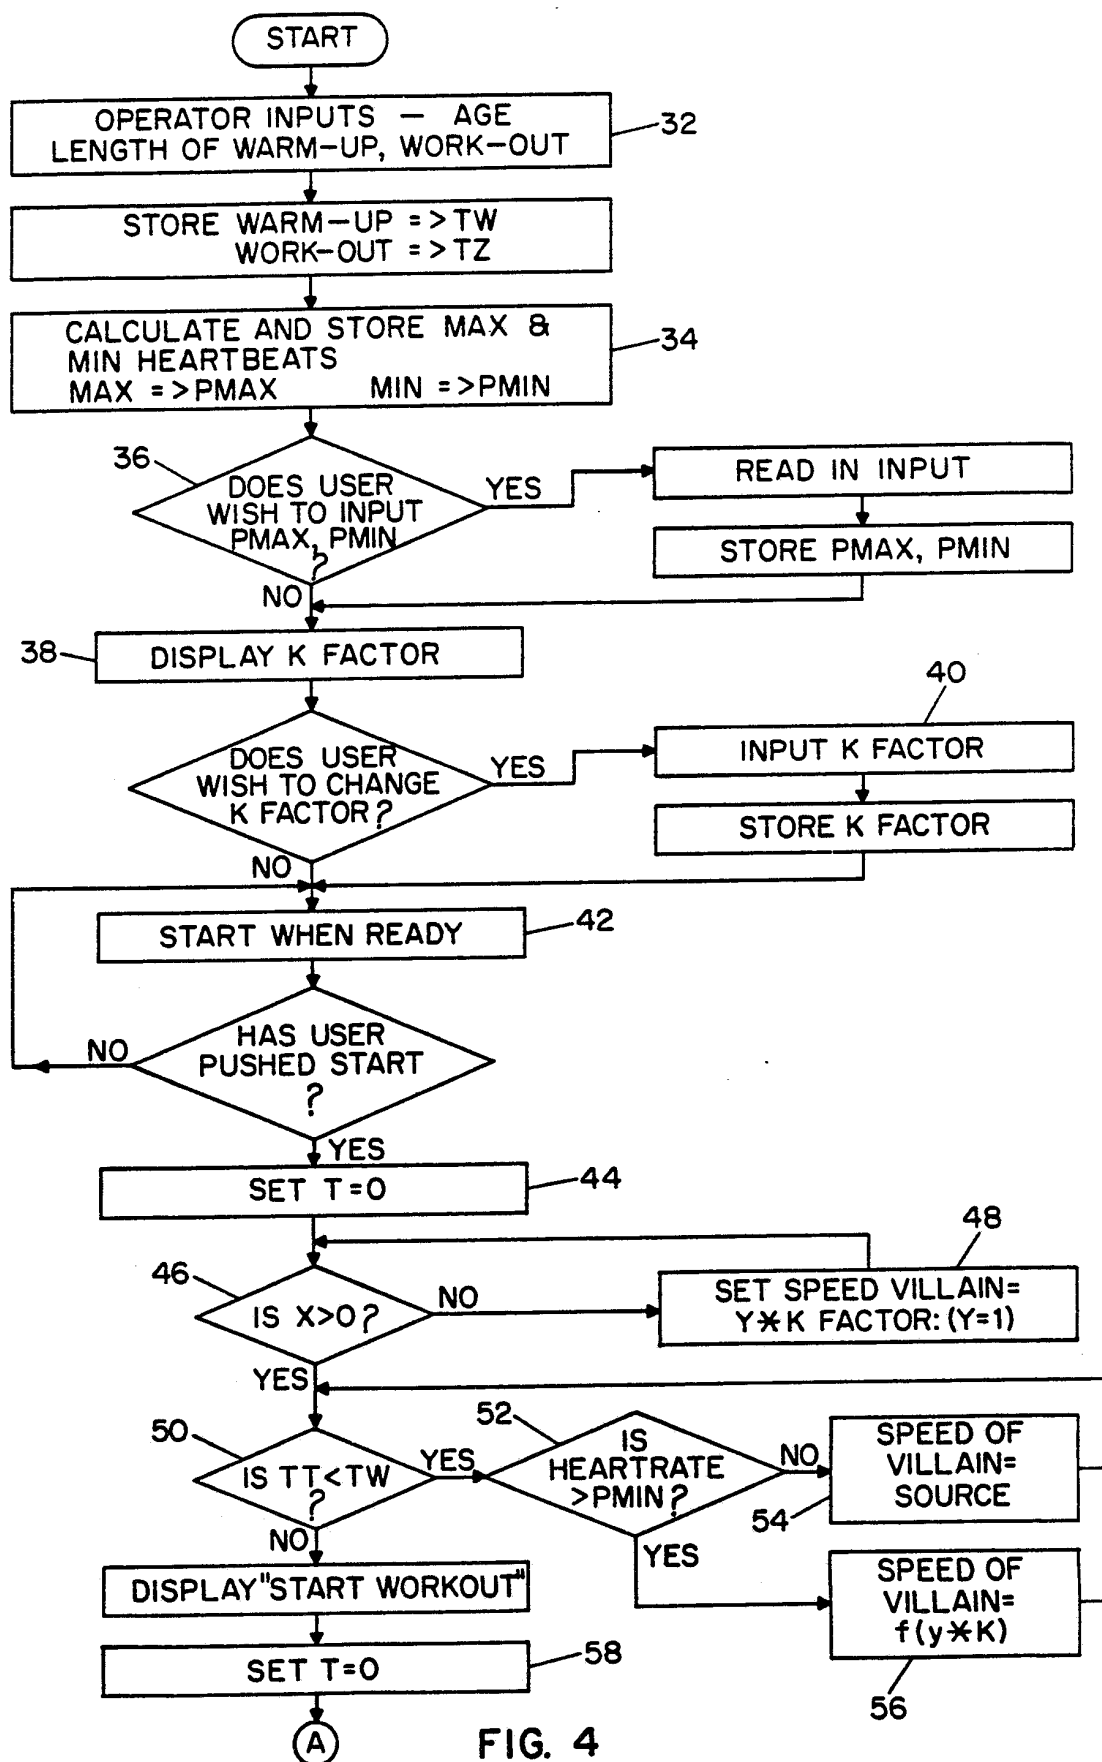 START
OPERATOR INPUTS — AGE
LENGTH OF WARM-UP, WORK-OUT
32
STORE WARM-UP =>TW
WORK-OUT =>TZ
CALCULATE AND STORE MAX &
MIN HEARTBEATS
MAX =>PMAX MIN =>PMIN
34
36
DOES USER
WISH TO INPUT
PMAX, PMIN
?
YES
READ IN INPUT
STORE PMAX, PMIN
NO
38
DISPLAY K FACTOR
40
DOES USER
WISH TO CHANGE
K FACTOR?
YES
INPUT K FACTOR
STORE K FACTOR
NO
START WHEN READY
42
HAS USER
PUSHED START
?
NO
YES
SET T=0
44
46
IS X>0?
NO
48
SET SPEED VILLAIN=
Y*K FACTOR:(Y=1)
YES
50
IS TT<TW
?
YES
52
IS
HEARTRATE
>PMIN?
NO
SPEED OF
VILLAIN=
SOURCE
54
YES
SPEED OF
VILLAIN=
f(y*K)
56
NO
DISPLAY"START WORKOUT"
SET T=0
58
A
FIG. 4